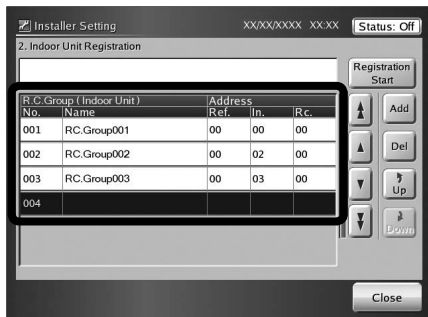 Installer Setting XX/XX/XXXX XX:XX Status: Off
2. Indoor Unit Registration
Registration Start
R.C.Group (Indoor Unit) Address
No. Name Ref. In. Rc.
001 RC.Group001 00 00 00
002 RC.Group002 00 02 00
003 RC.Group003 00 03 00
004
Add
Del
Up
Down
Close